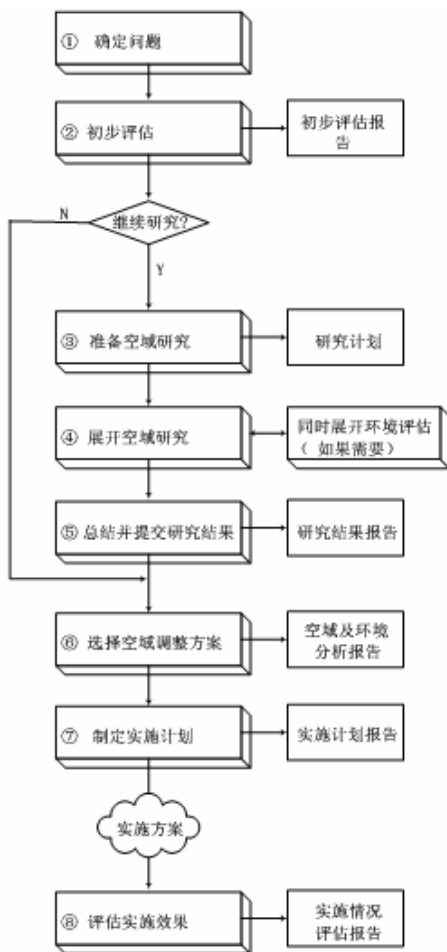 ① 确定问题
② 初步评估
初步评估报
告
N
继续研究?
Y
③ 准备空域研究
研究计划
④ 展开空域研究
同时展开环境评估
( 如果需要)
⑤ 总结并提交研究结果
研究结果报告
⑥ 选择空域调整方案
空域及环境
分析报告
⑦ 制定实施计划
实施计划报告
实施方案
⑧ 评估实施效果
实施情况
评估报告